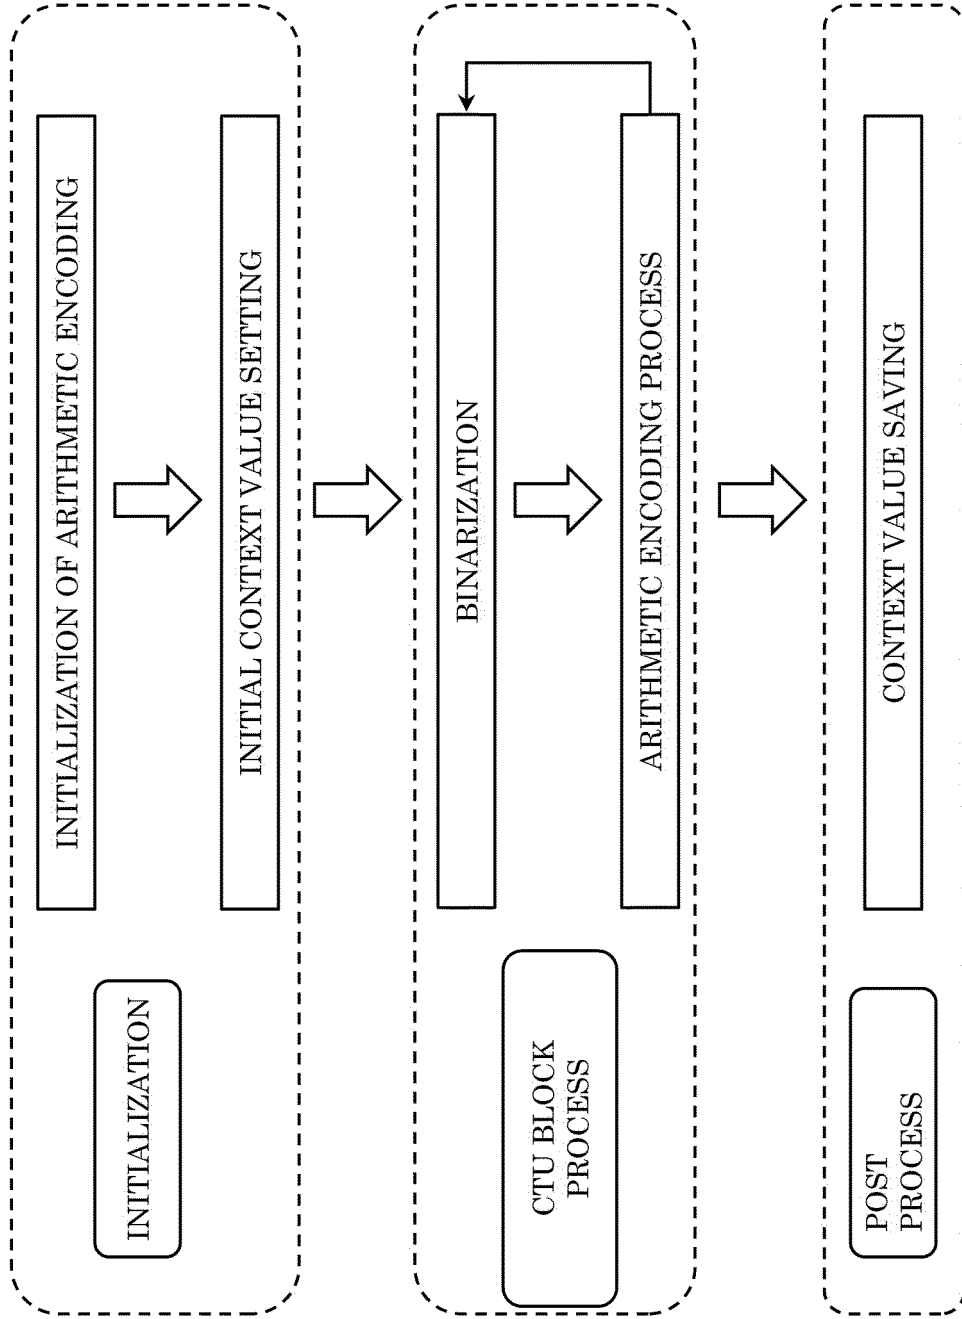 INITIALIZATION
INITIALIZATION OF ARITHMETIC ENCODING
INITIAL CONTEXT VALUE SETTING
CTU BLOCK
PROCESS
BINARIZATION
ARITHMETIC ENCODING PROCESS
POST
PROCESS
CONTEXT VALUE SAVING